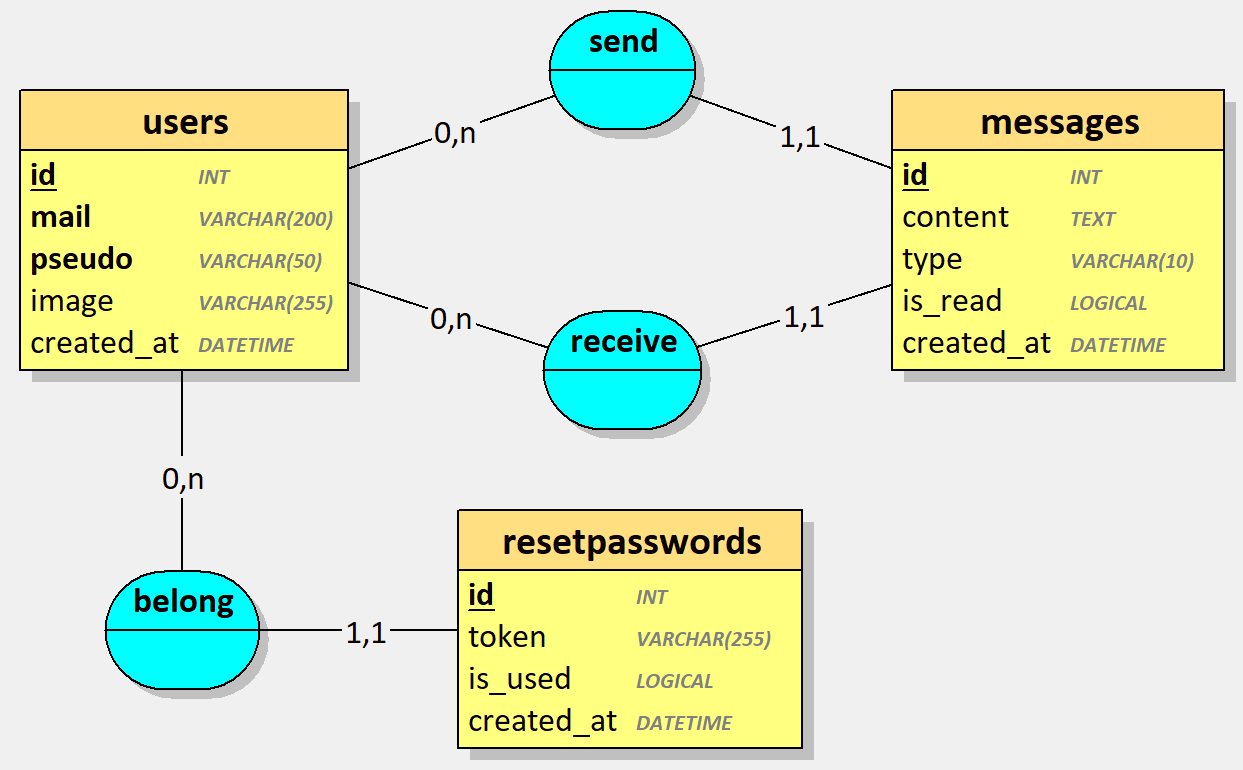 send
users
0,n
1,1
messages
id INT
mail VARCHAR(200)
pseudo VARCHAR(50)
image VARCHAR(255)
created_at DATETIME
id INT
content TEXT
type VARCHAR(10)
is_read LOGICAL
created_at DATETIME
0,n
receive
1,1
0,n
belong
1,1
resetpasswords
id INT
token VARCHAR(255)
is_used LOGICAL
created_at DATETIME